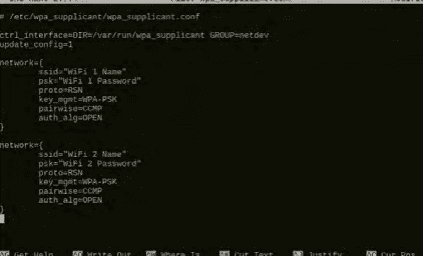 # /etc/wpa_supplicant/wpa_supplicant.conf
ctrl_interface=DIR=/var/run/wpa_supplicant GROUP=netdev
update_config=1
network={
ssid="WiFi 1 Name"
psk="WiFi 1 Password"
proto=RSN
key_mgmt=WPA-PSK
pairwise=CCMP
auth_alg=OPEN
}
network={
ssid="WiFi 2 Name"
psk="WiFi 2 Password"
proto=RSN
key_mgmt=WPA-PSK
pairwise=CCMP
auth_alg=OPEN
}
Get Help Write Out Where Is Cut Text Justify Cur Pos